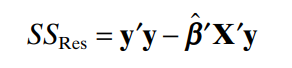 SS_Res = y′y – β̂′X′y